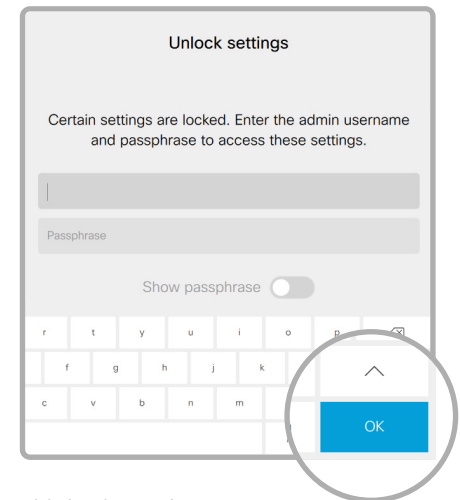 Unlock settings
Certain settings are locked. Enter the admin username
and passphrase to access these settings.
Passphrase
Show passphrase
r t y u i o p
f g h j k
c v b n m
OK